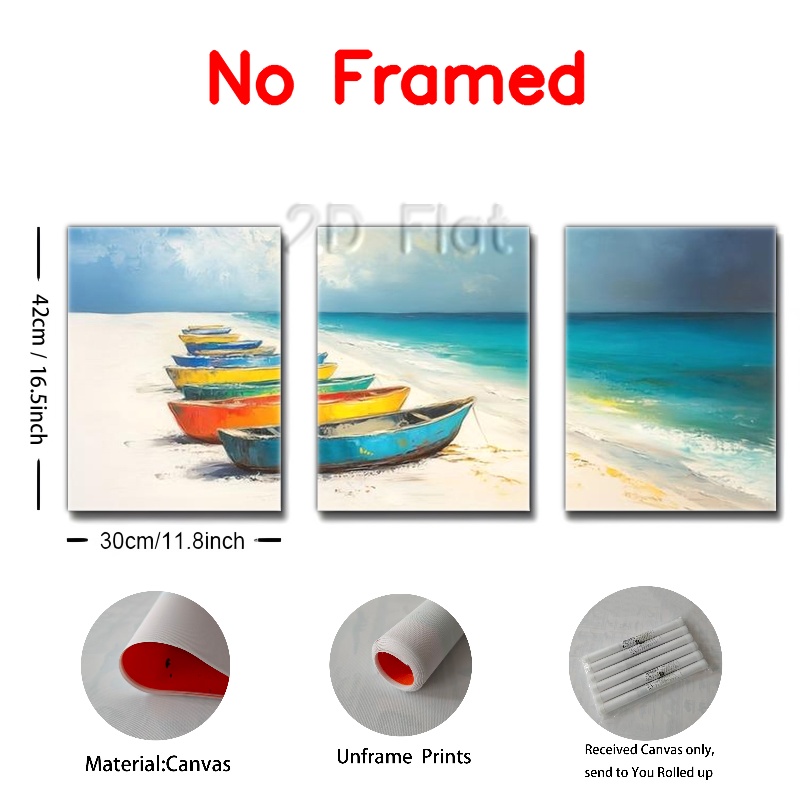 No Framed
2D Flat
42cm / 16.5inch
30cm/11.8inch
Material:Canvas
Unframe Prints
Received Canvas only,
send to You Rolled up